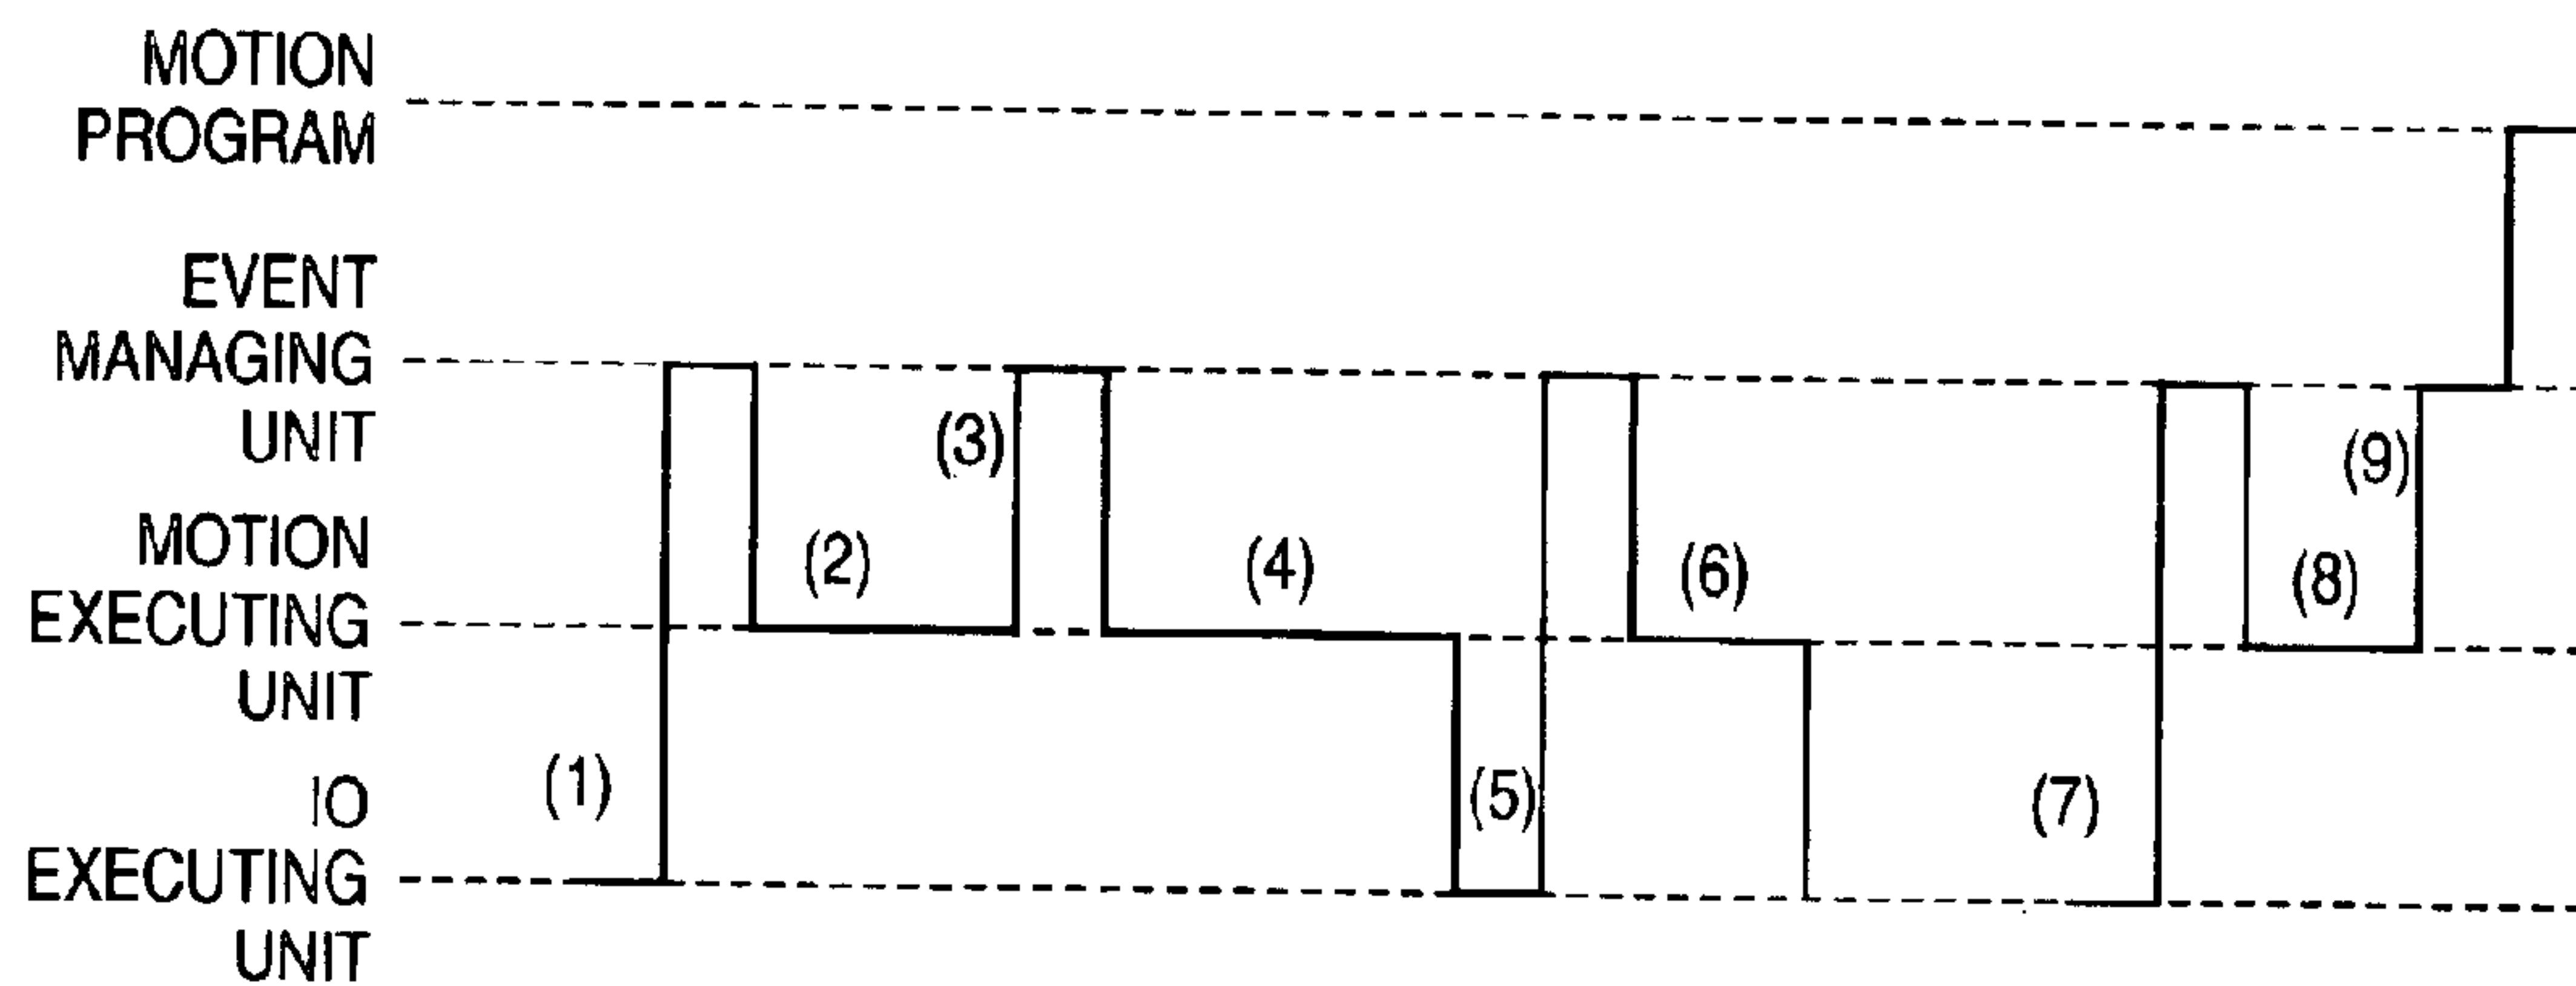 MOTION
PROGRAM
EVENT
MANAGING
UNIT
(3)
(9)
MOTION
EXECUTING
UNIT
(2)
(4)
(6)
(8)
IO
EXECUTING
UNIT
(1)
(5)
(7)